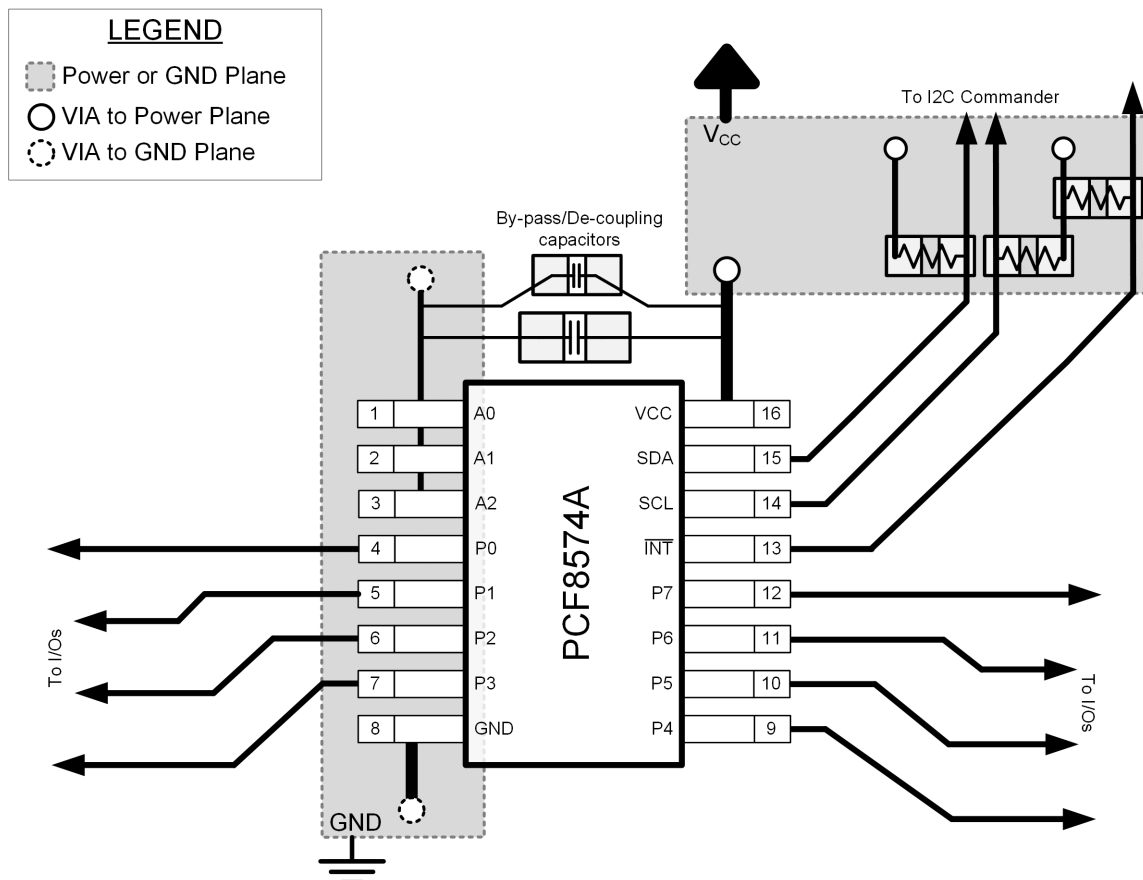 LEGEND
Power or GND Plane
VIA to Power Plane
VIA to GND Plane
To I2C Commander
VCC
By-pass/De-coupling
capacitors
1 A0 VCC 16
2 A1 SDA 15
3 A2 SCL 14
4 P0 INT 13
5 P1 P7 12
6 P2 P6 11
7 P3 P5 10
8 GND P4 9
PCF8574A
To I/Os
To I/Os
GND